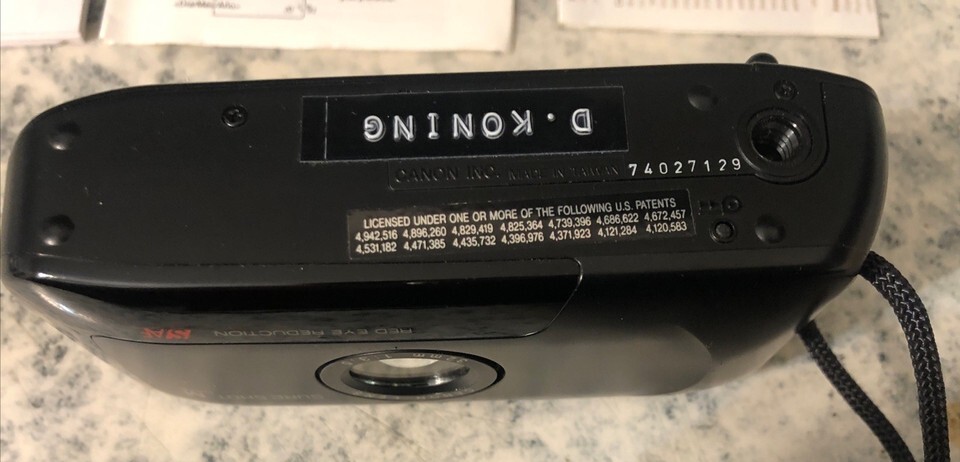 D. KONING
CANON INC. MADE IN TAIWAN 74027129
LICENSED UNDER ONE OR MORE OF THE FOLLOWING U.S. PATENTS
4,942,516 4,896,260 4,829,419 4,825,364 4,739,396 4,686,622 4,672,457
4,531,182 4,471,385 4,435,732 4,396,976 4,371,923 4,121,284 4,120,583
RED EYE REDUCTION